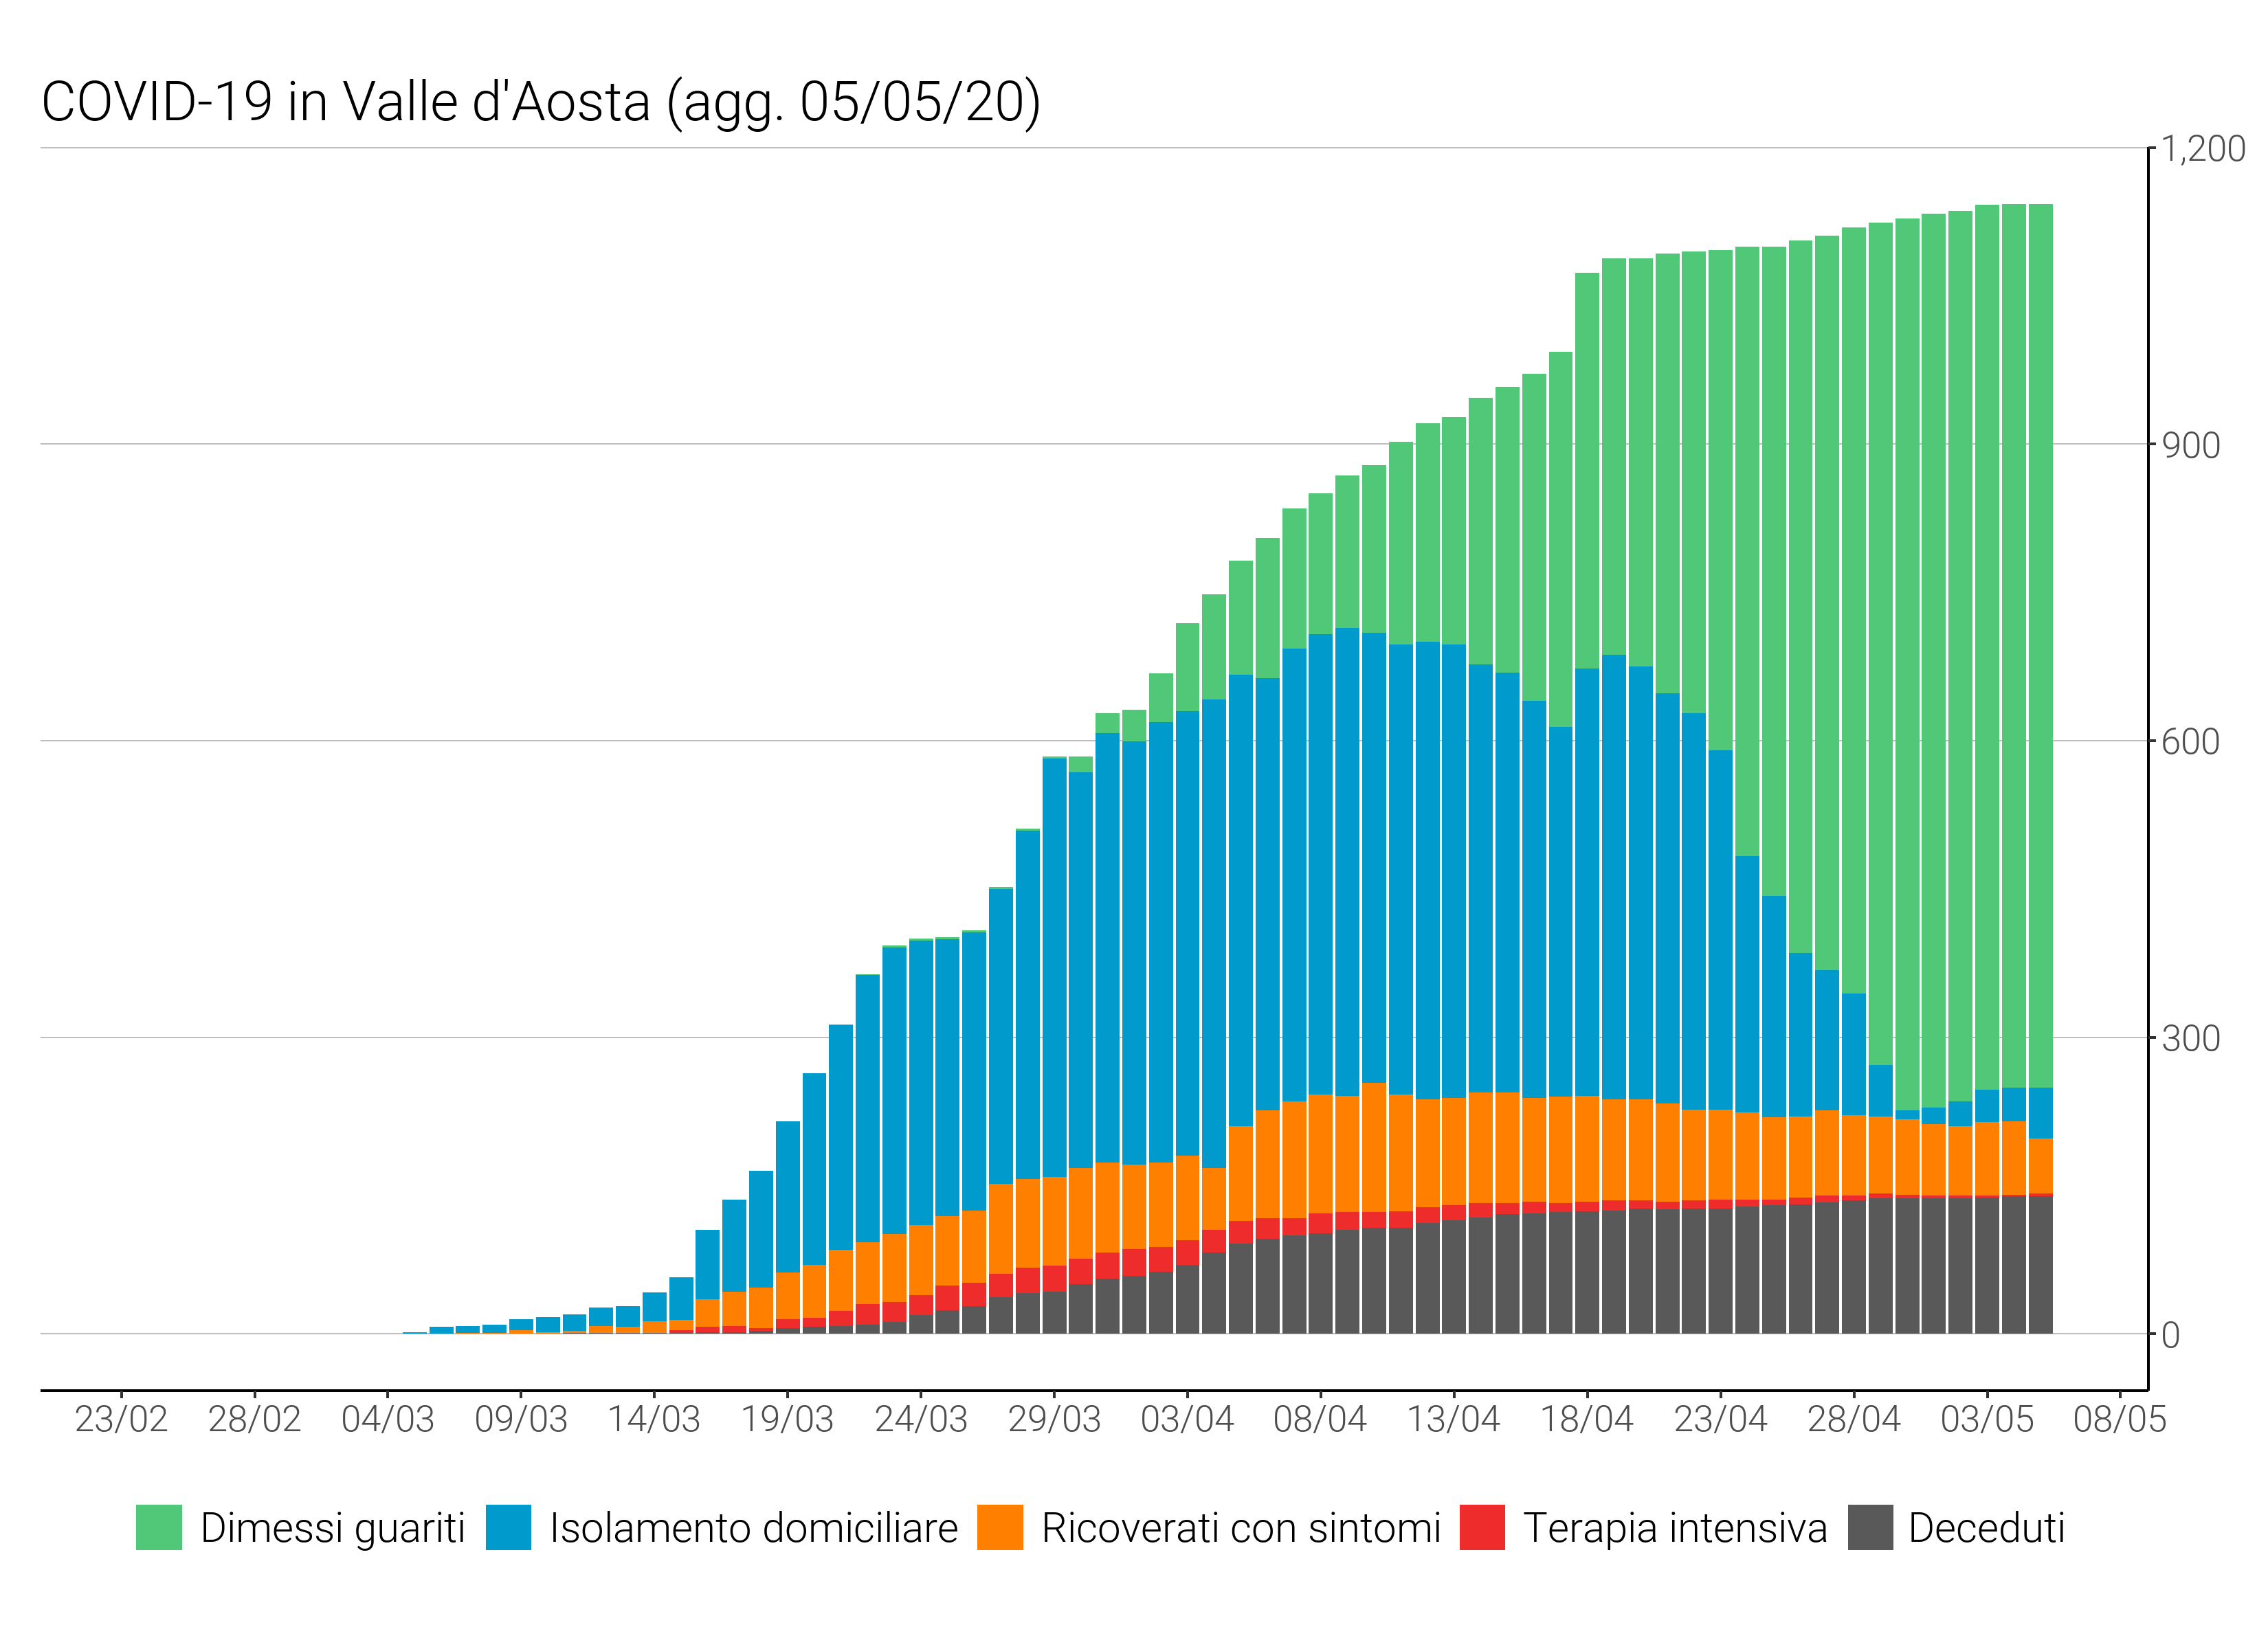 COVID-19 in Valle d'Aosta (agg. 05/05/20)
1,200
900
600
300
0
23/02 28/02 04/03 09/03 14/03 19/03 24/03 29/03 03/04 08/04 13/04 18/04 23/04 28/04 03/05 08/05
Dimessi guariti Isolamento domiciliare Ricoverati con sintomi Terapia intensiva Deceduti